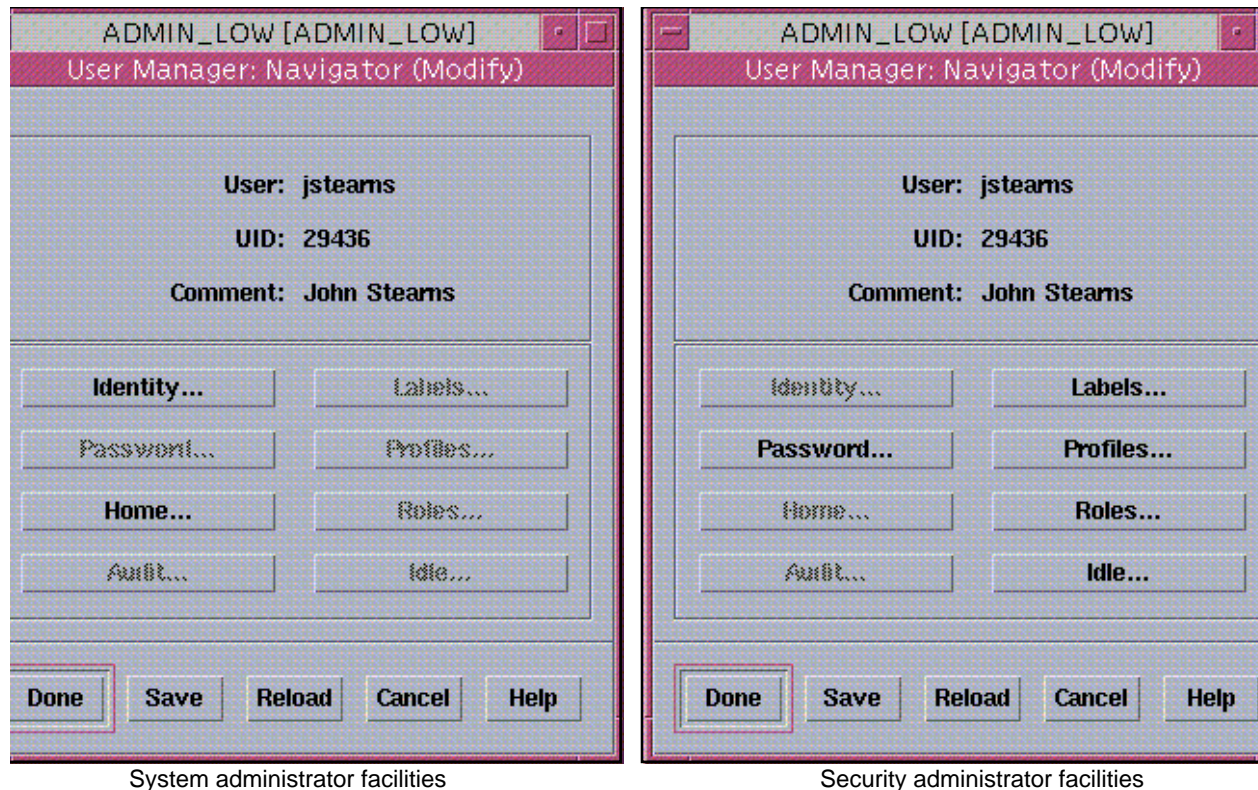 ADMIN_LOW [ADMIN_LOW]
User Manager: Navigator (Modify)
User: jstearns
UID: 29436
Comment: John Stearns
Identity... Labels...
Password... Profiles...
Home... Roles...
Audit... Idle...
Done Save Reload Cancel Help
System administrator facilities
ADMIN_LOW [ADMIN_LOW]
User Manager: Navigator (Modify)
User: jstearns
UID: 29436
Comment: John Stearns
Identity... Labels...
Password... Profiles...
Home... Roles...
Audit... Idle...
Done Save Reload Cancel Help
Security administrator facilities